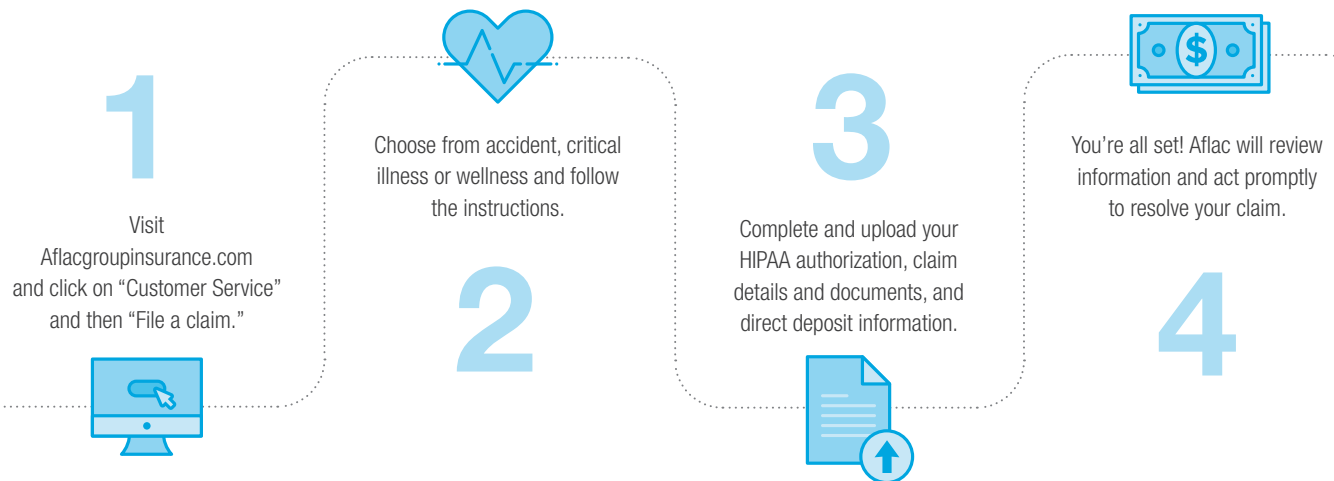 1
Visit
Aflacgroupinsurance.com
and click on “Customer Service”
and then “File a claim.”
Choose from accident, critical
illness or wellness and follow
the instructions.
2
3
Complete and upload your
HIPAA authorization, claim
details and documents, and
direct deposit information.
$
You’re all set! Aflac will review
information and act promptly
to resolve your claim.
4